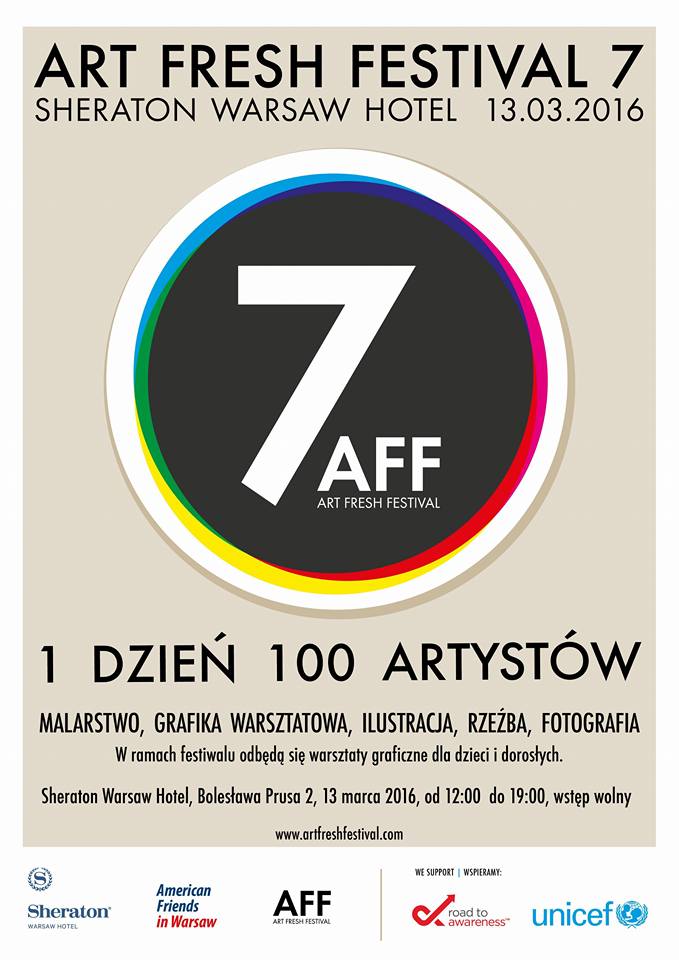 ART FRESH FESTIVAL 7
SHERATON WARSAW HOTEL 13.03.2016
7
AFF
ART FRESH FESTIVAL
1 DZIEŃ 100 ARTYSTÓW
MALARSTWO, GRAFIKA WARSZTATOWA, ILUSTRACJA, RZEŹBA, FOTOGRAFIA
W ramach festiwalu odbędą się warsztaty graficzne dla dzieci i dorosłych.
Sheraton Warsaw Hotel, Bolesława Prusa 2, 13 marca 2016, od 12:00 do 19:00, wstęp wolny
www.artfreshfestival.com
S
Sheraton®
WARSAW HOTEL
American
Friends
in Warsaw
AFF
ART FRESH FESTIVAL
WE SUPPORT | WSPIERAMY:
road to
awareness™
unicef